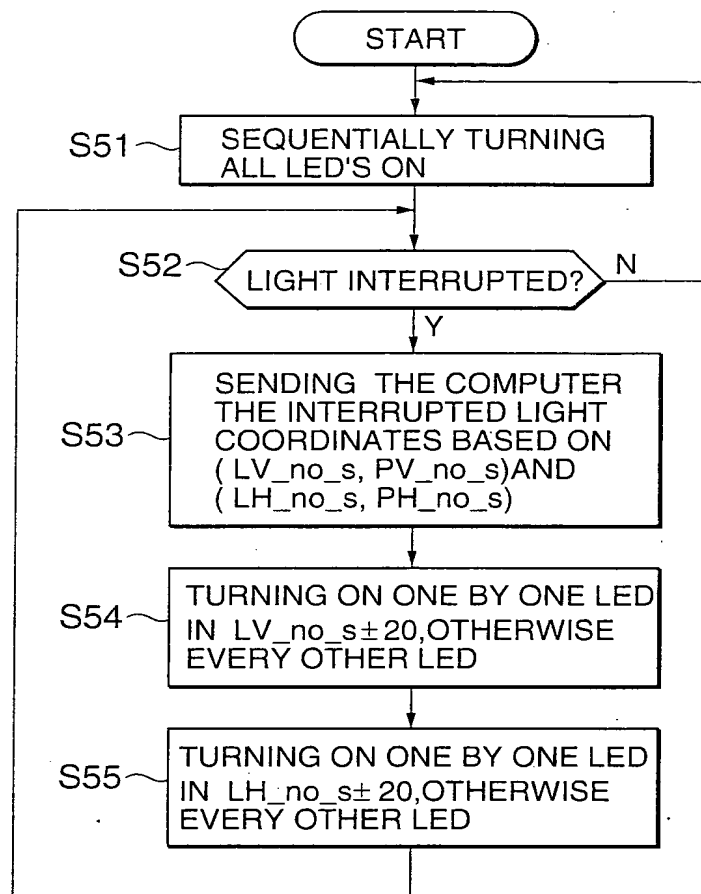 START
S51
SEQUENTIALLY TURNING
ALL LED'S ON
S52
LIGHT INTERRUPTED?
N
Y
S53
SENDING THE COMPUTER
THE INTERRUPTED LIGHT
COORDINATES BASED ON
( LV_no_s, PV_no_s)AND
( LH_no_s, PH_no_s)
S54
TURNING ON ONE BY ONE LED
IN LV_no_s±20,OTHERWISE
EVERY OTHER LED
S55
TURNING ON ONE BY ONE LED
IN LH_no_s±20,OTHERWISE
EVERY OTHER LED